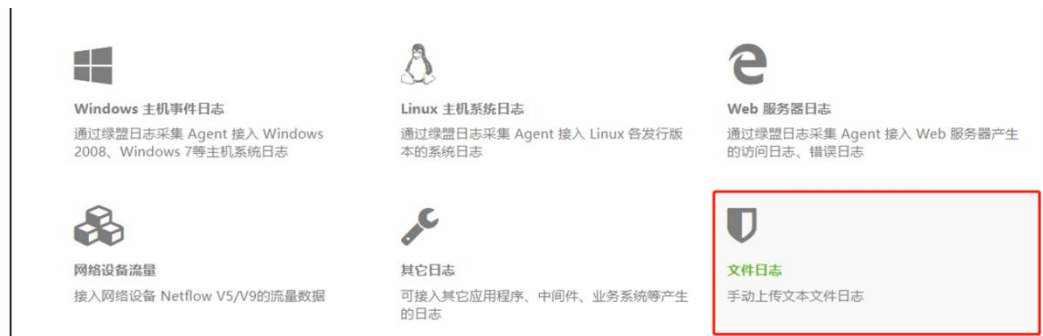 Windows 主机事件日志
通过绿盟日志采集 Agent 接入 Windows
2008、Windows 7等主机系统日志
Linux 主机系统日志
通过绿盟日志采集 Agent 接入 Linux 各发行版
本的系统日志
Web 服务器日志
通过绿盟日志采集 Agent 接入 Web 服务器产生
的访问日志、错误日志
网络设备流量
接入网络设备 Netflow V5/V9的流量数据
其它日志
可接入其它应用程序、中间件、业务系统等产生
的日志
文件日志
手动上传文本文件日志